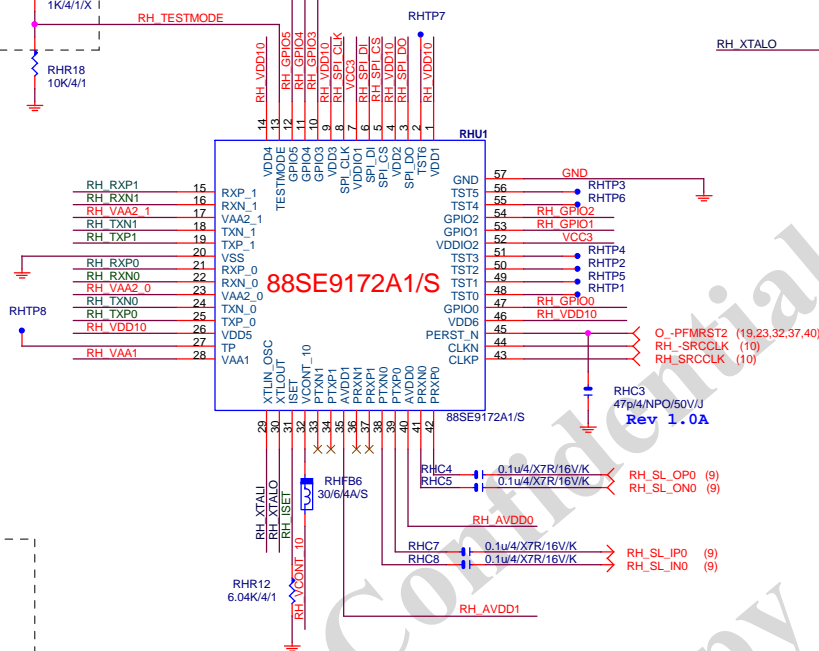 1K/4/1/X
RH_TESTMODE
RHTP7
RH_XTALO
RHR18
10K/4/1
RH_VDD10
RH_GPIO5
RH_GPIO4
RH_GPIO3
RH_VDD10
RH_SPI_CLK
VCC3
RH_SPI_DI
RH_SPI_CS
RH_VDD10
RH_SPI_DO
RH_VDD10
14
13
12
11
10
9
8
7
6
5
4
3
2
1
RHU1
VDD4
TESTMODE
GPIO5
GPIO4
GPIO3
VDD3
SPI_CLK
VDDIO1
SPI_DI
SPI_CS
VDD2
SPI_DO
TST6
VDD1
RH_RXP1 15 RXP_1
RH_RXN1 16 RXN_1
RH_VAA2_1 17 VAA2_1
RH_TXN1 18 TXN_1
RH_TXP1 19 TXP_1
20 VSS
RH_RXP0 21 RXP_0
RH_RXN0 22 RXN_0
RH_VAA2_0 23 VAA2_0
RH_TXN0 24 TXN_0
RH_TXP0 25 TXP_0
RH_VDD10 26 VDD5
RHTP8
27 TP
RH_VAA1 28 VAA1
88SE9172A1/S
GND 57 GND
TST5 56 RHTP3
TST4 55 RHTP6
GPIO2 54 RH_GPIO2
GPIO1 53 RH_GPIO1
VDDIO2 52 VCC3
TST3 51 RHTP4
TST2 50 RHTP2
TST1 49 RHTP5
TST0 48 RHTP1
GPIO0 47 RH_GPIO0
VDD6 46 RH_VDD10
PERST_N 45 O_-PFMRST2 (19,23,32,37,40)
CLKN 44 RH_-SRCCLK (10)
CLKP 43 RH_SRCCLK (10)
XTLIN_OSC
XTLOUT
ISET
VCONT_10
PTXN1
PTXP1
AVDD1
PRXN1
PRXP1
PTXN0
PTXP0
AVDD0
PRXN0
PRXP0
88SE9172A1/S
29
30
31
32
33
34
35
36
37
38
39
40
41
42
RHC3
47p/4/NPO/50V/J
Rev 1.0A
RHC4 0.1u/4/X7R/16V/K RH_SL_OP0 (9)
RHC5 0.1u/4/X7R/16V/K RH_SL_ON0 (9)
RHFB6
30/6/4A/S
RH_XTALI
RH_XTALO
RH_ISET
RH_VCONT_10
RH_AVDD0
RHC7 0.1u/4/X7R/16V/K RH_SL_IP0 (9)
RHC8 0.1u/4/X7R/16V/K RH_SL_IN0 (9)
RHR12
6.04K/4/1
RH_AVDD1
Confidential